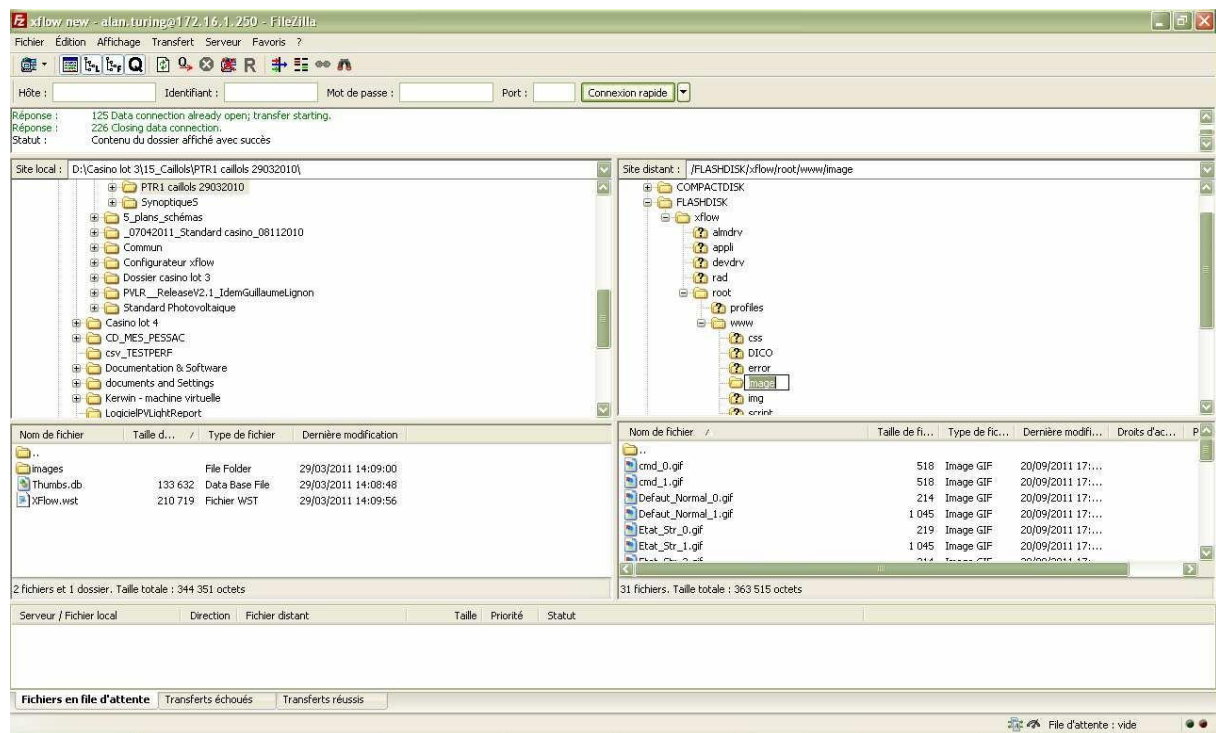 xflow new - alan.turing@172.16.1.250 - FileZilla
Fichier Édition Affichage Transfert Serveur Favoris ?
Hôte : Identifiant : Mot de passe : Port : Connexion rapide
Réponse : 125 Data connection already open; transfer starting.
Réponse : 226 Closing data connection.
Statut : Contenu du dossier affiché avec succès
Site local : D:\Casino lot 3\15_Caillols\PTR1 caillols 29032010\
PTR1 caillols 29032010
SynoptiqueS
5_plans_schémas
_07042011_Standard casino_08112010
Commun
Configurateur xflow
Dossier casino lot 3
PVLR__ReleaseV2.1_IdemGuillaumeLignon
Standard Photovoltaique
Casino lot 4
CD_MES_PESSAC
csv_TESTPERF
Documentation & Software
documents and Settings
Kerwin - machine virtuelle
LogicielPVLightReport
Site distant : /FLASHDISK/xflow/root/www/image
COMPACTDISK
FLASHDISK
xflow
almdrv
appli
devdrv
rad
root
profiles
www
css
DICO
error
image
img
script
Nom de fichier Taille d... Type de fichier Dernière modification
..
images File Folder 29/03/2011 14:09:00
Thumbs.db 133 632 Data Base File 29/03/2011 14:08:48
XFlow.wst 210 719 Fichier WST 29/03/2011 14:09:56
2 fichiers et 1 dossier. Taille totale : 344 351 octets
Nom de fichier Taille de fi... Type de fic... Dernière modifi... Droits d'ac... P
..
cmd_0.gif 518 Image GIF 20/09/2011 17:...
cmd_1.gif 518 Image GIF 20/09/2011 17:...
Defaut_Normal_0.gif 214 Image GIF 20/09/2011 17:...
Defaut_Normal_1.gif 1 045 Image GIF 20/09/2011 17:...
Etat_Str_0.gif 219 Image GIF 20/09/2011 17:...
Etat_Str_1.gif 1 045 Image GIF 20/09/2011 17:...
Etat_Str_2.gif 214 Image GIF 20/09/2011 17:...
31 fichiers. Taille totale : 363 515 octets
Serveur / Fichier local Direction Fichier distant Taille Priorité Statut
Fichiers en file d'attente Transferts échoués Transferts réussis
File d'attente : vide